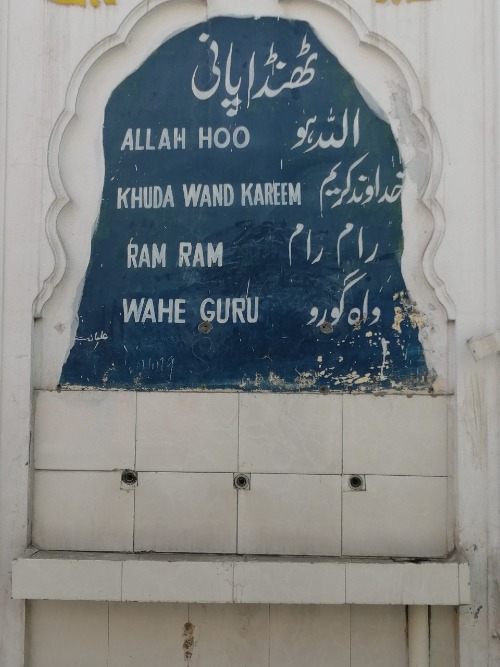 ٹھنڈا پانی
ALLAH HOO اللہ ہو
KHUDA WAND KAREEM خداوند کریم
RAM RAM رام رام
WAHE GURU واہ گورو